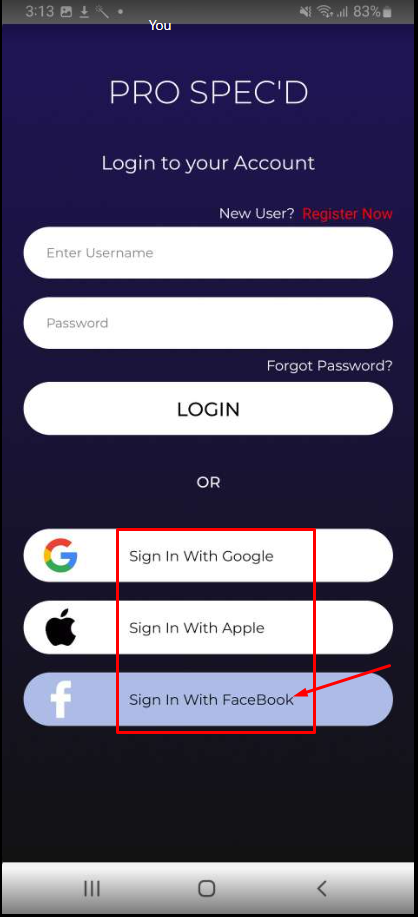 3:13 83%
You
PRO SPEC'D
Login to your Account
New User? Register Now
Enter Username
Password
Forgot Password?
LOGIN
OR
Sign In With Google
Sign In With Apple
Sign In With FaceBook